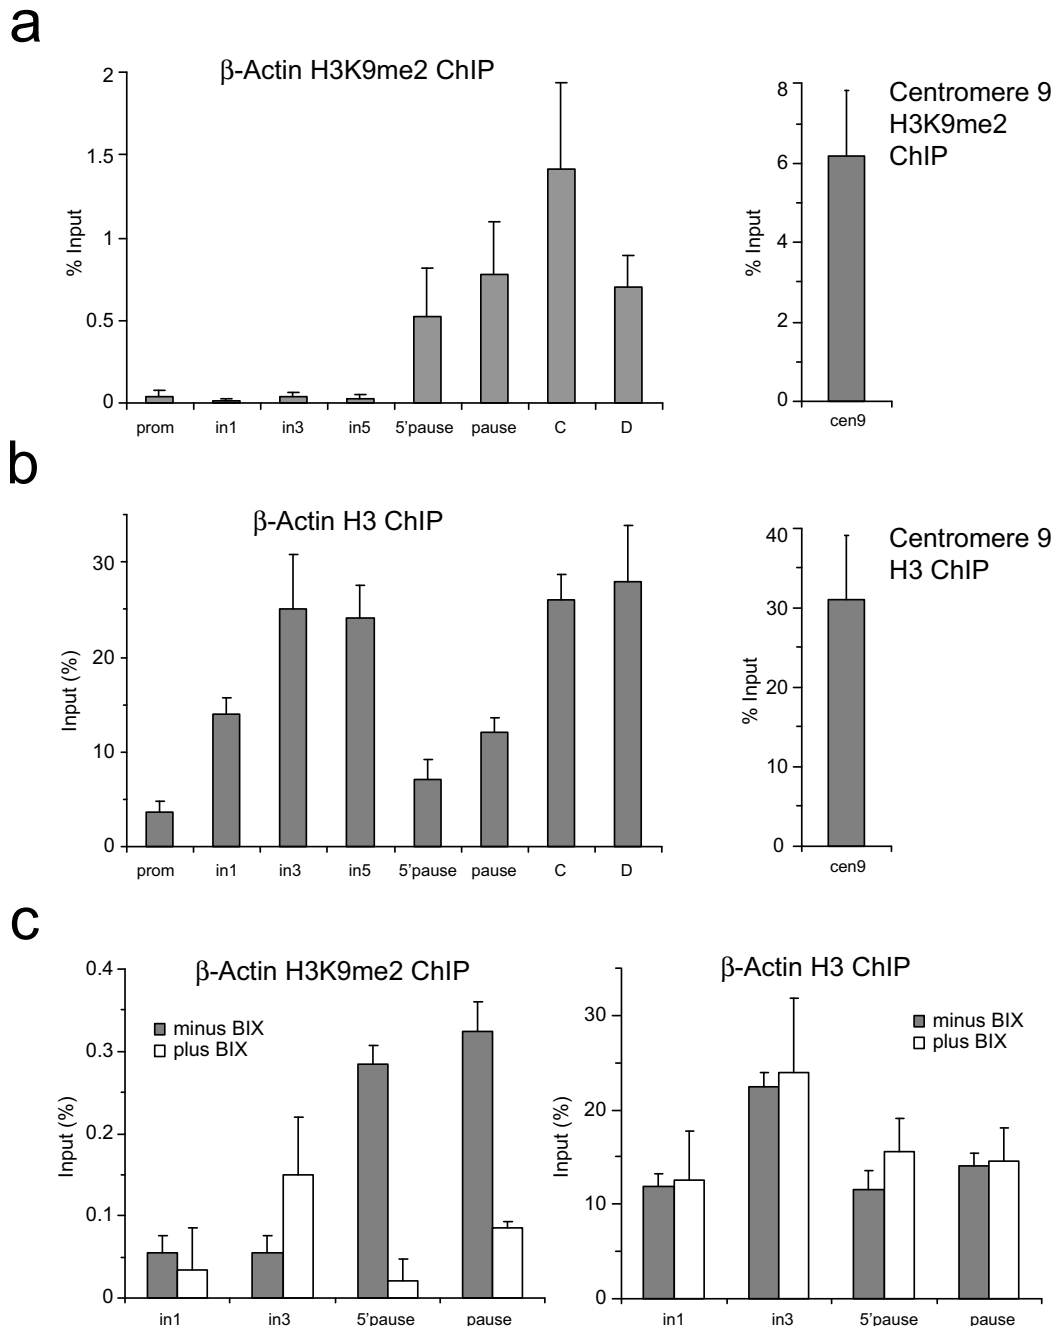 a
β-Actin H3K9me2 ChIP
2
1.5
1
0.5
0
% Input
prom in1 in3 in5 5'pause pause C D
Centromere 9
H3K9me2
ChIP
8
6
4
2
0
% Input
cen9
b
β-Actin H3 ChIP
30
20
10
0
Input (%)
prom in1 in3 in5 5'pause pause C D
Centromere 9
H3 ChIP
40
30
20
10
0
% Input
cen9
c
β-Actin H3K9me2 ChIP
minus BIX
plus BIX
0.4
0.3
0.2
0.1
0
Input (%)
in1 in3 5'pause pause
β-Actin H3 ChIP
minus BIX
plus BIX
30
20
10
0
Input (%)
in1 in3 5'pause pause